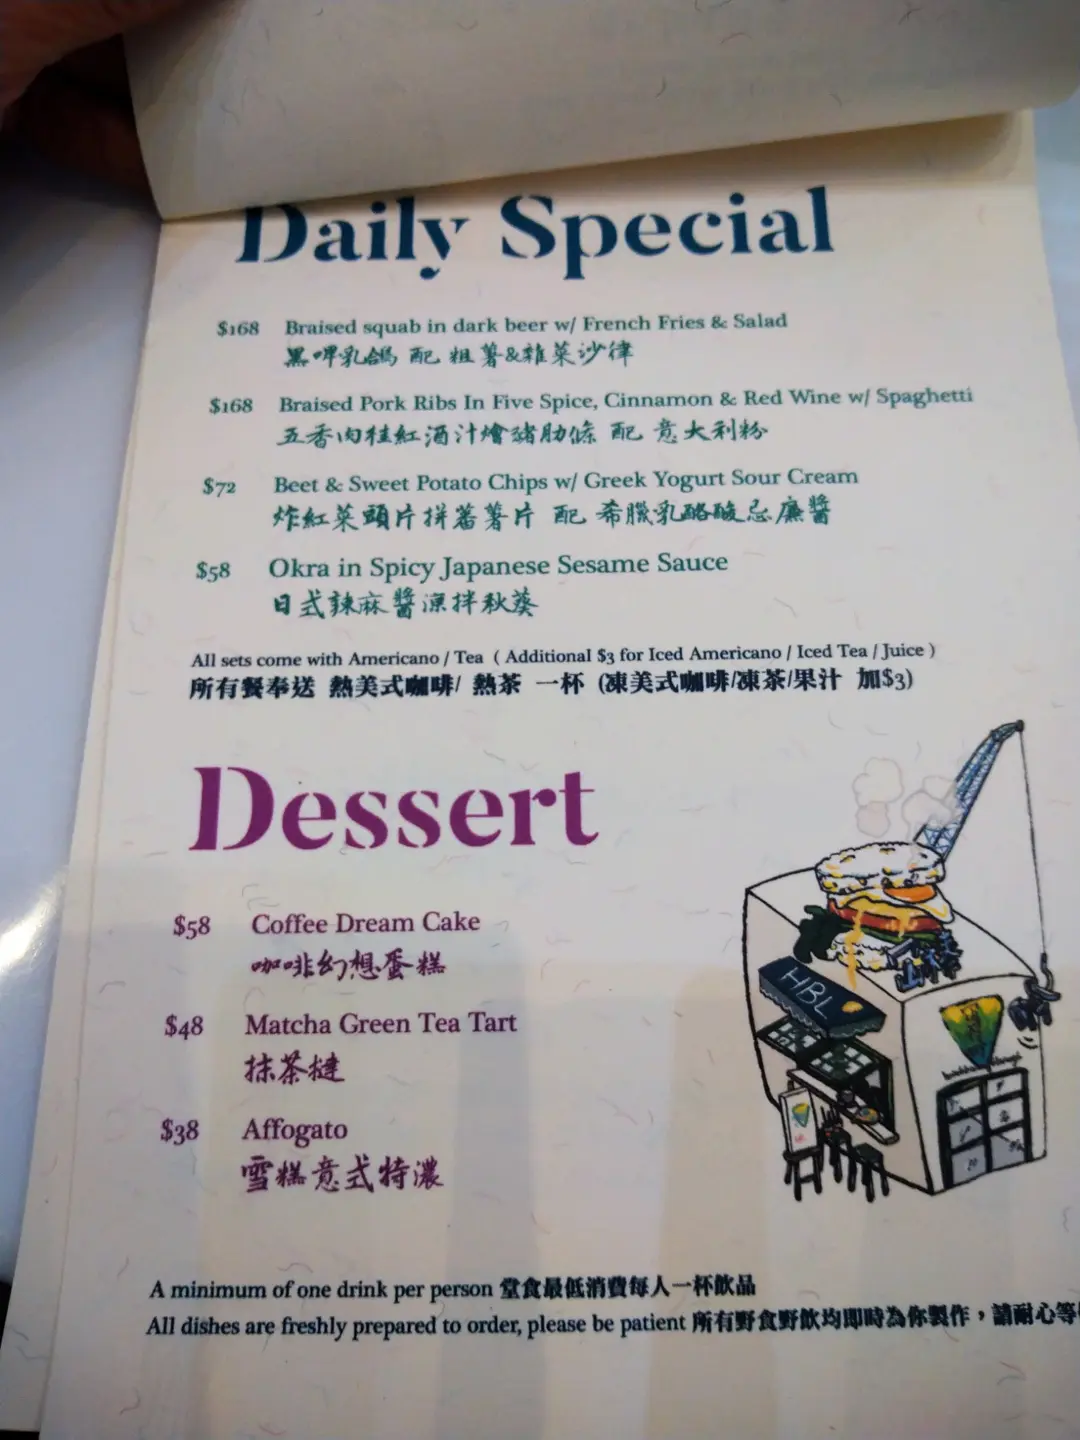 Daily Special
$168 Braised squab in dark beer w/ French Fries & Salad
黑啤乳鴿 配 粗薯&雜菜沙律
$168 Braised Pork Ribs In Five Spice, Cinnamon & Red Wine w/ Spaghetti
五香肉桂紅酒汁燴豬肋條 配 意大利粉
$72 Beet & Sweet Potato Chips w/ Greek Yogurt Sour Cream
炸紅菜頭片拼蕃薯片 配 希臘乳酪酸忌廉醬
$58 Okra in Spicy Japanese Sesame Sauce
日式辣麻醬涼拌秋葵
All sets come with Americano / Tea ( Additional $3 for Iced Americano / Iced Tea / Juice )
所有餐奉送 熱美式咖啡/ 熱茶 一杯 (凍美式咖啡/凍茶/果汁 加$3)
Dessert
$58 Coffee Dream Cake
咖啡幻想蛋糕
$48 Matcha Green Tea Tart
抹茶撻
$38 Affogato
雪糕意式特濃
HBL
A minimum of one drink per person 堂食最低消費每人一杯飲品
All dishes are freshly prepared to order, please be patient 所有野食野飲均即時為你製作，請耐心等